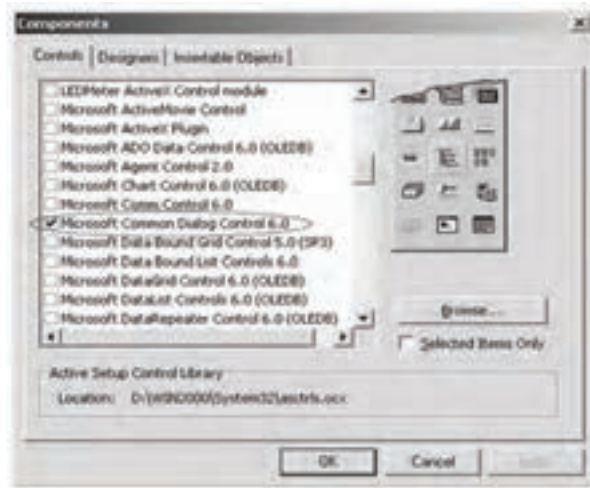 Components
Controls | Designers | Insertable Objects
LEDMeter ActiveX Control module
Microsoft ActiveMovie Control
Microsoft ActiveX Plugin
Microsoft ADO Data Control 6.0 (OLEDB)
Microsoft Agent Control 2.0
Microsoft Chart Control 6.0 (OLEDB)
Microsoft Comm Control 6.0
Microsoft Common Dialog Control 6.0
Microsoft Data Bound Grid Control 5.0 (SP3)
Microsoft Data Bound List Controls 6.0
Microsoft DataGrid Control 6.0 (OLEDB)
Microsoft DataList Controls 6.0 (OLEDB)
Microsoft DataRepeater Control 6.0 (OLEDB)
Browse...
Selected Items Only
Active Setup Control Library
Location: D:\WIN2000\System32\asctrls.ocx
OK Cancel